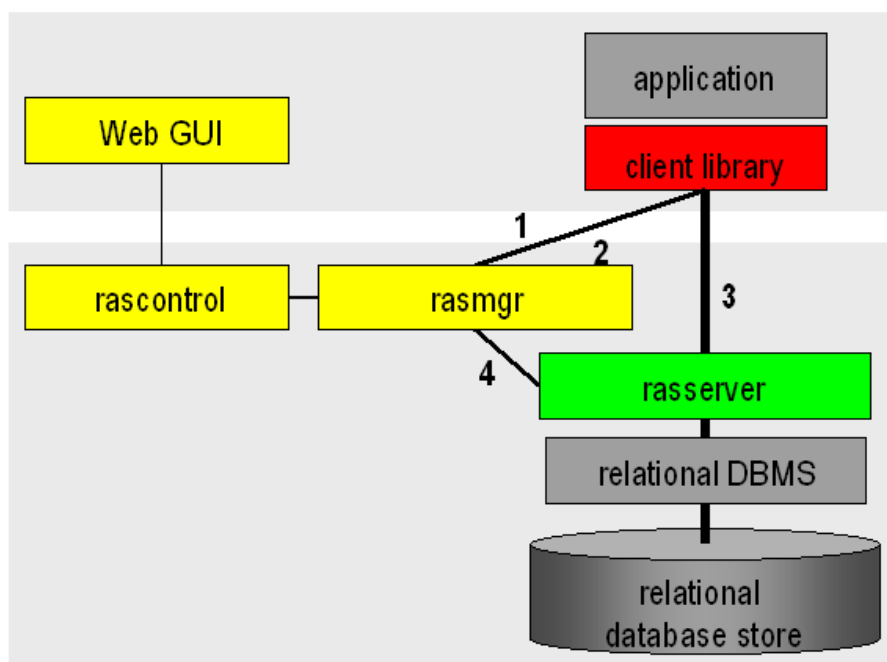 application
Web GUI
client library
1
2
rascontrol
rasmgr
3
4
rasserver
relational DBMS
relational
database store